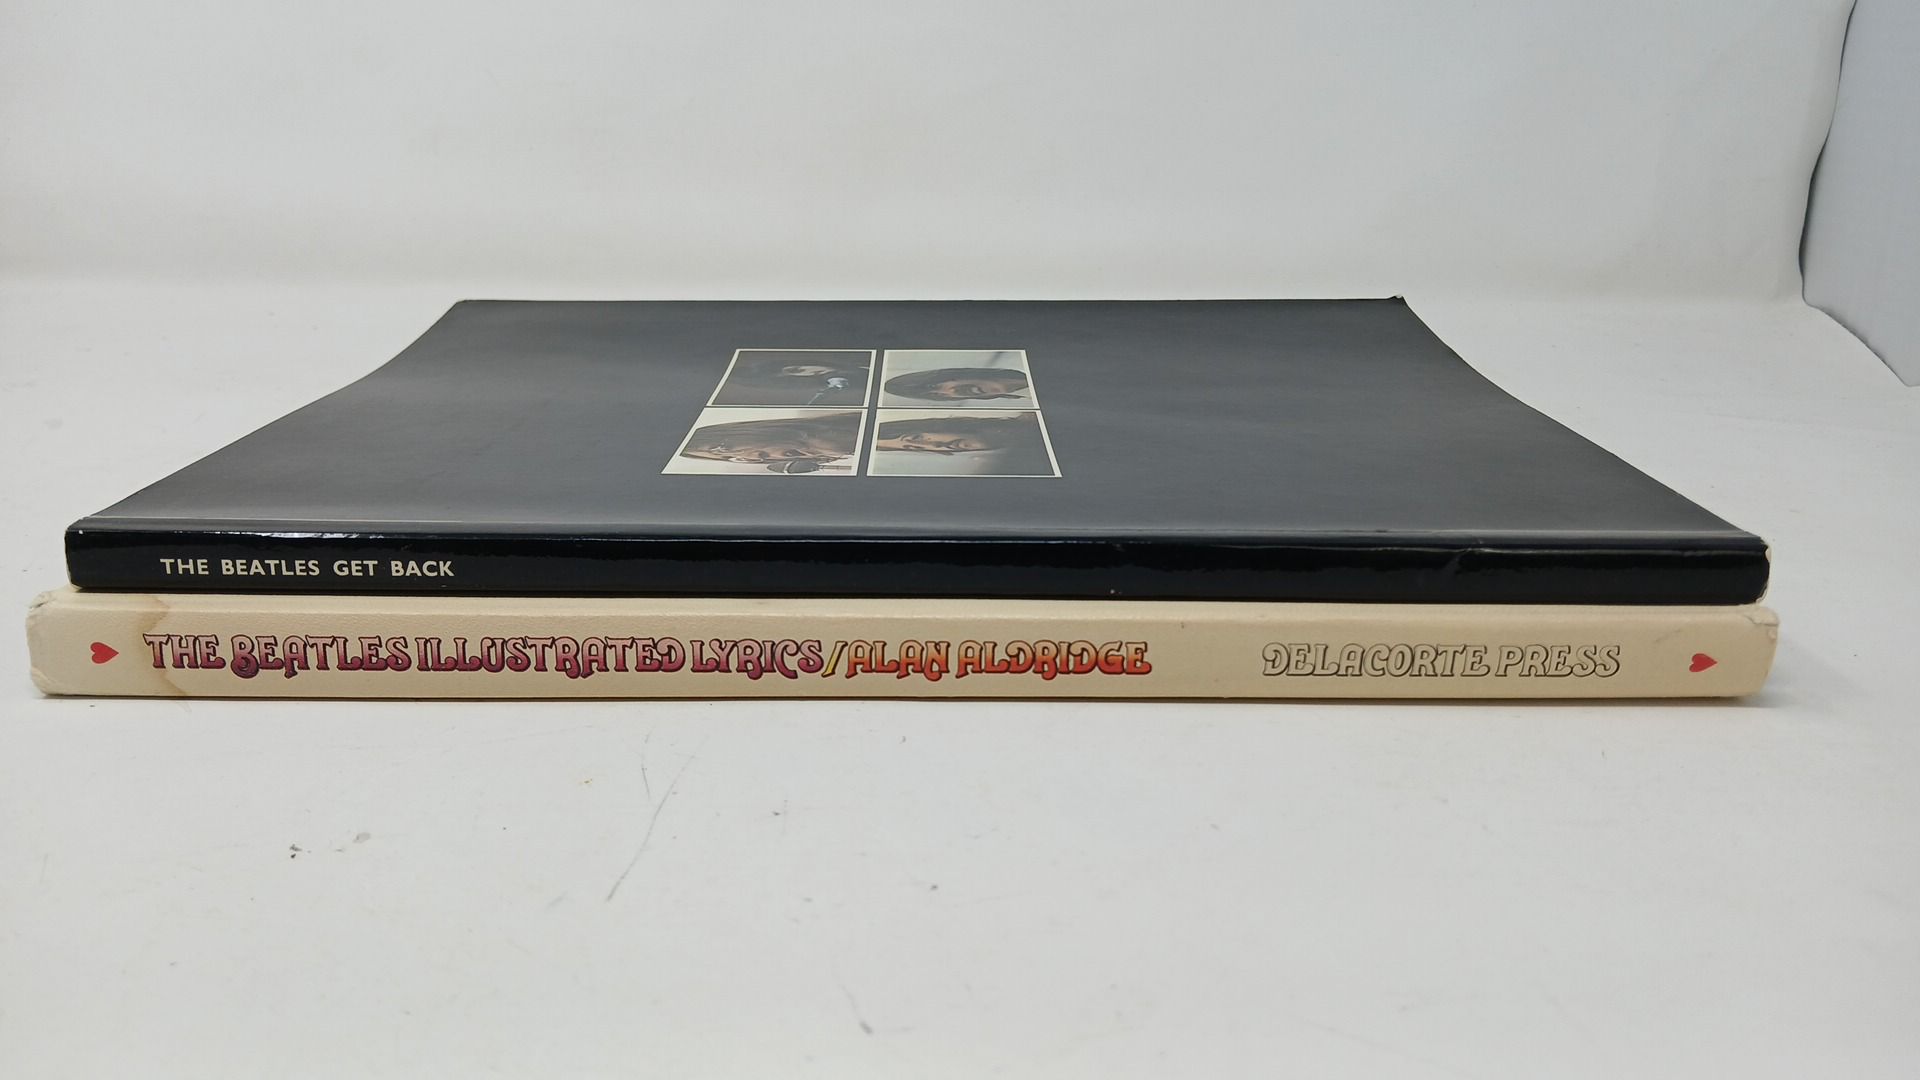 THE BEATLES GET BACK
THE BEATLES ILLUSTRATED LYRICS/ALAN ALDRIDGE DELACORTE PRESS